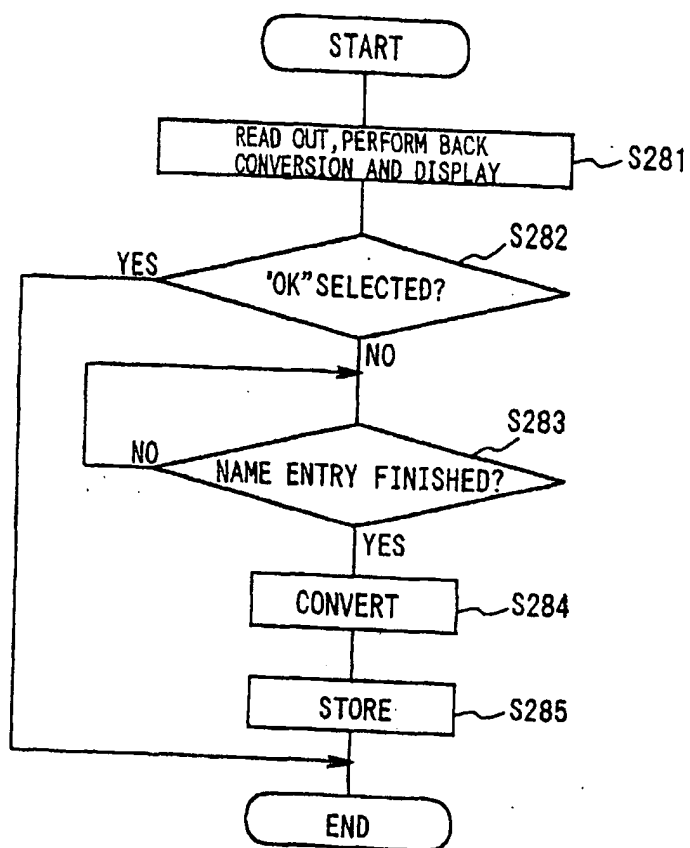 START
READ OUT, PERFORM BACK
CONVERSION AND DISPLAY
S281
S282
YES
"OK" SELECTED?
NO
S283
NO
NAME ENTRY FINISHED?
YES
CONVERT
S284
STORE
S285
END